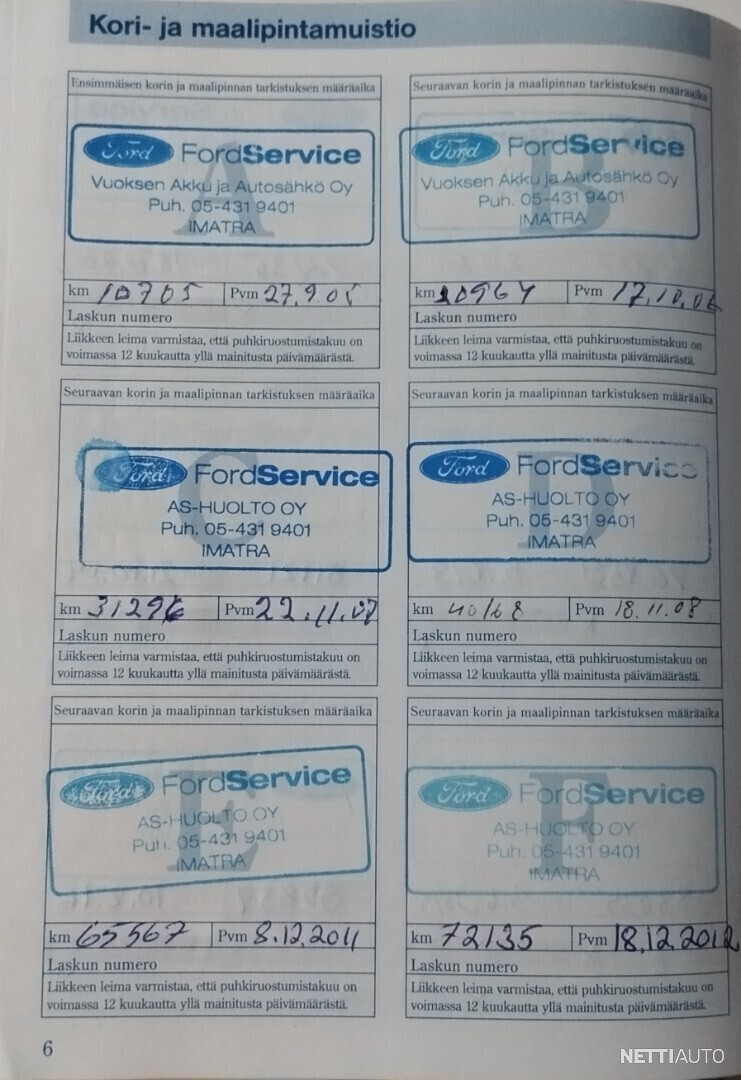 Kori- ja maalipintamuistio
Ensimmäisen korin ja maalipinnan tarkistuksen määräaika
A
Ford FordService
Vuoksen Akku ja Autosähkö Oy
Puh. 05-431 9401
IMATRA
km 10705 Pvm 27.9.05
Laskun numero
Liikkeen leima varmistaa, että puhkiruostumistakuu on
voimassa 12 kuukautta yllä mainitusta päivämäärästä.
Seuraavan korin ja maalipinnan tarkistuksen määräaika
B
Ford FordService
Vuoksen Akku ja Autosähkö Oy
Puh. 05-431 9401
IMATRA
km 20964 Pvm 17.10.06
Laskun numero
Liikkeen leima varmistaa, että puhkiruostumistakuu on
voimassa 12 kuukautta yllä mainitusta päivämäärästä.
Seuraavan korin ja maalipinnan tarkistuksen määräaika
C
Ford FordService
AS-HUOLTO OY
Puh. 05-431 9401
IMATRA
km 31296 Pvm 22.11.07
Laskun numero
Liikkeen leima varmistaa, että puhkiruostumistakuu on
voimassa 12 kuukautta yllä mainitusta päivämäärästä.
Seuraavan korin ja maalipinnan tarkistuksen määräaika
D
Ford FordService
AS-HUOLTO OY
Puh. 05-431 9401
IMATRA
km 40168 Pvm 18.11.08
Laskun numero
Liikkeen leima varmistaa, että puhkiruostumistakuu on
voimassa 12 kuukautta yllä mainitusta päivämäärästä.
Seuraavan korin ja maalipinnan tarkistuksen määräaika
E
Ford FordService
AS-HUOLTO OY
Puh. 05-431 9401
IMATRA
km 65567 Pvm 8.12.2011
Laskun numero
Liikkeen leima varmistaa, että puhkiruostumistakuu on
voimassa 12 kuukautta yllä mainitusta päivämäärästä.
Seuraavan korin ja maalipinnan tarkistuksen määräaika
F
Ford FordService
AS-HUOLTO OY
Puh. 05-431 9401
IMATRA
km 72135 Pvm 18.12.2012
Laskun numero
Liikkeen leima varmistaa, että puhkiruostumistakuu on
voimassa 12 kuukautta yllä mainitusta päivämäärästä.
6
NETTIAUTO